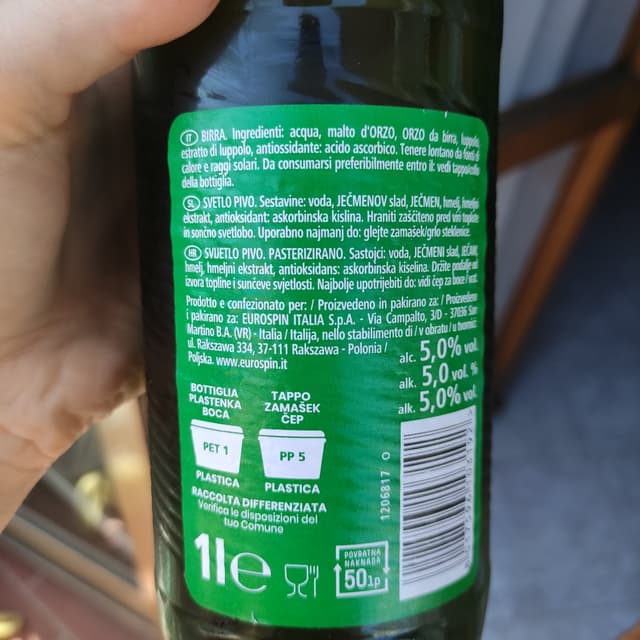 IT BIRRA. Ingredienti: acqua, malto d'ORZO, ORZO da birra, luppolo,
estratto di luppolo, antiossidante: acido ascorbico. Tenere lontano da fonti di
calore e raggi solari. Da consumarsi preferibilmente entro il: vedi tappo/collo
della bottiglia.
SL SVETLO PIVO. Sestavine: voda, JEČMENOV slad, JEČMEN, hmelj, hmeljni
ekstrakt, antioksidant: askorbinska kislina. Hraniti zaščiteno pred viri toplote
in sončno svetlobo. Uporabno najmanj do: glejte zamašek/grlo steklenice.
HR SVIJETLO PIVO. PASTERIZIRANO. Sastojci: voda, JEČMENI slad, JEČAM,
hmelj, hmeljni ekstrakt, antioksidans: askorbinska kiselina. Držite podalje od
izvora topline i sunčeve svjetlosti. Najbolje upotrijebiti do: vidi čep za boce / vrat.
Prodotto e confezionato per: / Proizvedeno in pakirano za: / Proizvedeno
i pakirano za: EUROSPIN ITALIA S.p.A. - Via Campalto, 3/D - 37036 San
Martino B.A. (VR) - Italia / Italija, nello stabilimento di / v obratu / u tvornici:
ul. Rakszawa 334, 37-111 Rakszawa - Polonia /
Poljska. www.eurospin.it
alc. 5,0% vol.
alk. 5,0 vol. %
alk. 5,0% vol.
BOTTIGLIA
PLASTENKA
BOCA
PET 1
PLASTICA
TAPPO
ZAMAŠEK
ČEP
PP 5
PLASTICA
RACCOLTA DIFFERENZIATA
Verifica le disposizioni del
tuo Comune
1206817 O
1l e
POVRATNA
NAKNADA
50 lp